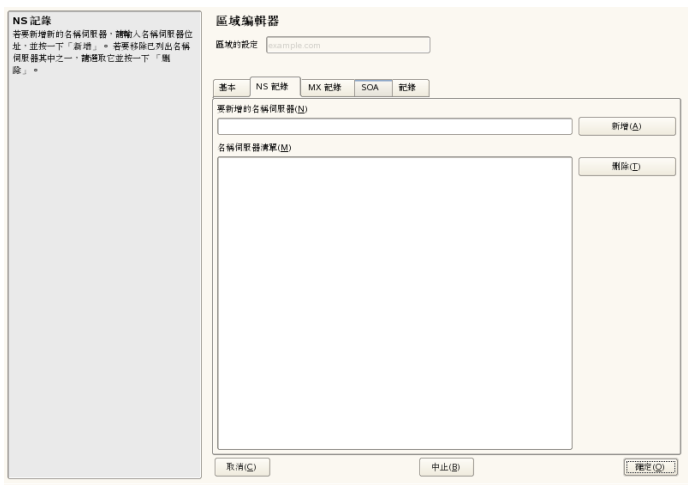 NS 記錄
若要新增新的名稱伺服器，請輸入名稱伺服器位
址，並按一下「新增」。 若要移除已列出名稱
伺服器其中之一，請選取它並按一下 「刪
除」。
區域編輯器
區域的設定 example.com
基本 NS 記錄 MX 記錄 SOA 記錄
要新增的名稱伺服器(N)
新增(A)
名稱伺服器清單(M)
刪除(T)
取消(C) 中止(B) 確定(O)